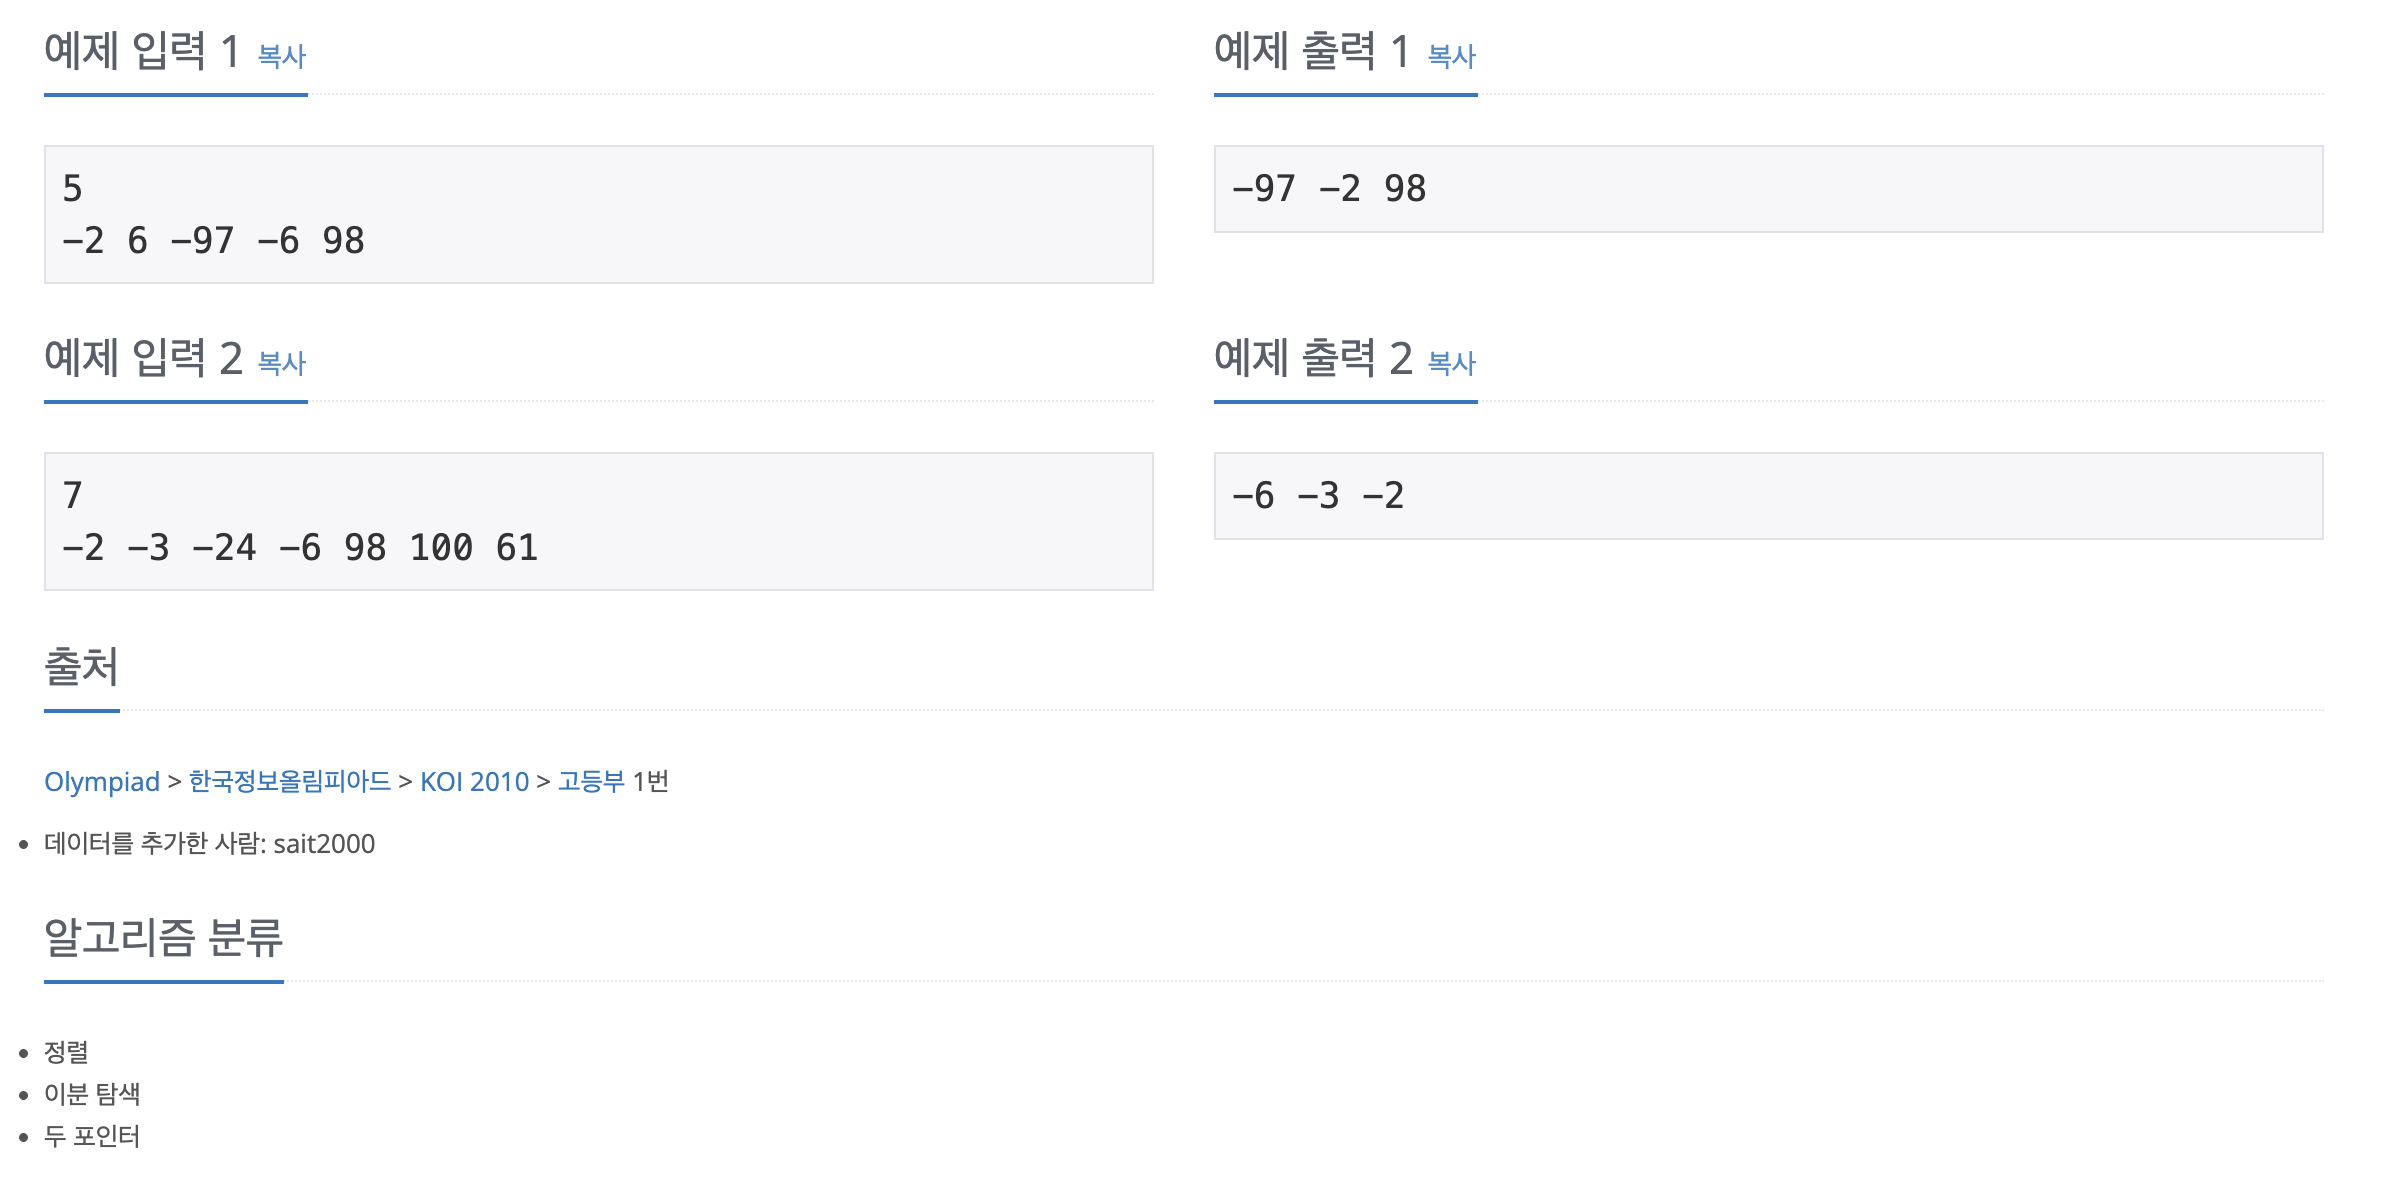 예제 입력 1 복사
5
-2 6 -97 -6 98
예제 출력 1 복사
-97 -2 98
예제 입력 2 복사
7
-2 -3 -24 -6 98 100 61
예제 출력 2 복사
-6 -3 -2
출처
Olympiad > 한국정보올림피아드 > KOI 2010 > 고등부 1번
데이터를 추가한 사람: sait2000
알고리즘 분류
정렬
이분 탐색
두 포인터